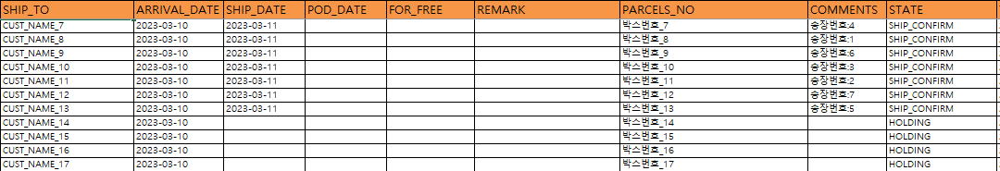 SHIP_TO ARRIVAL_DATE SHIP_DATE POD_DATE FOR_FREE REMARK PARCELS_NO COMMENTS STATE
CUST_NAME_7 2023-03-10 2023-03-11 박스번호_7 송장번호:4 SHIP_CONFIRM
CUST_NAME_8 2023-03-10 2023-03-11 박스번호_8 송장번호:1 SHIP_CONFIRM
CUST_NAME_9 2023-03-10 2023-03-11 박스번호_9 송장번호:6 SHIP_CONFIRM
CUST_NAME_10 2023-03-10 2023-03-11 박스번호_10 송장번호:3 SHIP_CONFIRM
CUST_NAME_11 2023-03-10 2023-03-11 박스번호_11 송장번호:2 SHIP_CONFIRM
CUST_NAME_12 2023-03-10 2023-03-11 박스번호_12 송장번호:7 SHIP_CONFIRM
CUST_NAME_13 2023-03-10 2023-03-11 박스번호_13 송장번호:5 SHIP_CONFIRM
CUST_NAME_14 2023-03-10 박스번호_14 HOLDING
CUST_NAME_15 2023-03-10 박스번호_15 HOLDING
CUST_NAME_16 2023-03-10 박스번호_16 HOLDING
CUST_NAME_17 2023-03-10 박스번호_17 HOLDING